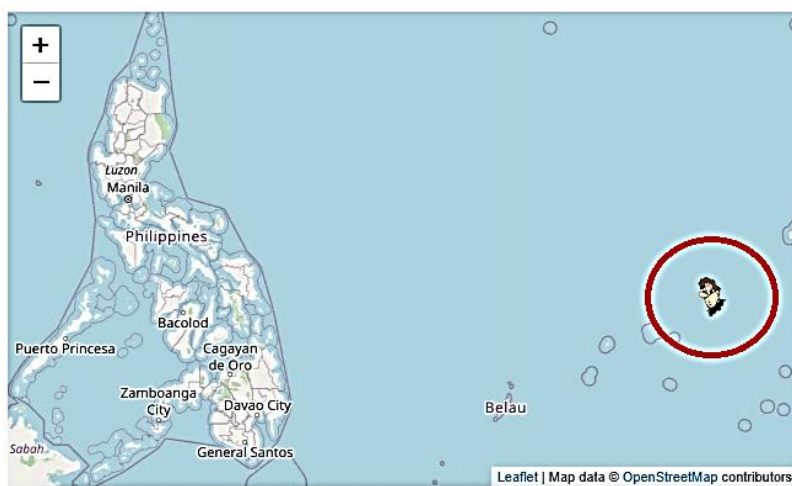 +
−
Luzon
Manila
Philippines
Bacolod
Puerto Princesa
Cagayan
de Oro
Zamboanga
City
Davao City
Belau
General Santos
Sabah
Leaflet | Map data © OpenStreetMap contributors